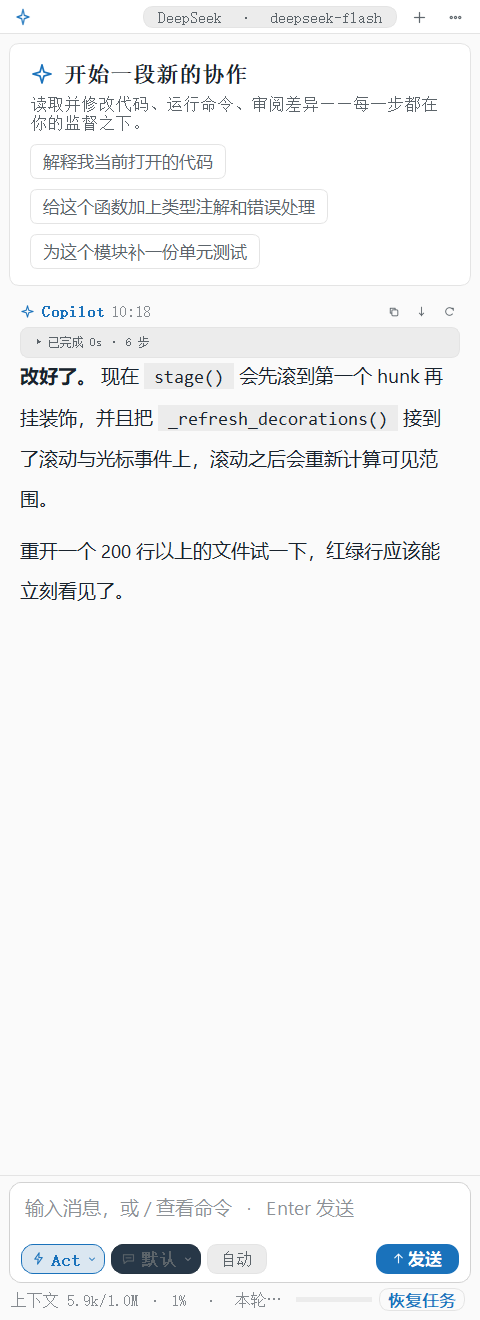 DeepSeek · deepseek-flash
开始一段新的协作
读取并修改代码、运行命令、审阅差异——每一步都在
你的监督之下。
解释我当前打开的代码
给这个函数加上类型注解和错误处理
为这个模块补一份单元测试
Copilot 10:18
已完成 0s · 6 步
改好了。 现在 stage() 会先滚到第一个 hunk 再
挂装饰，并且把 _refresh_decorations() 接到
了滚动与光标事件上，滚动之后会重新计算可见范
围。
重开一个 200 行以上的文件试一下，红绿行应该能
立刻看见了。
输入消息，或 / 查看命令 · Enter 发送
Act 默认 自动 ↑ 发送
上下文 5.9k/1.0M · 1% · 本轮… 恢复任务